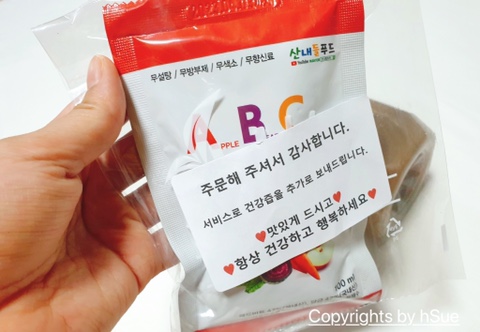 무설탕 / 무방부제 / 무색소 / 무향신료
산내들푸드
A B C
PPLE
주문해 주셔서 감사합니다.
서비스로 건강즙을 추가로 보내드립니다.
♥맛있게 드시고♥
♥항상 건강하고 행복하세요♥
00 ml
Copyrights by hSue